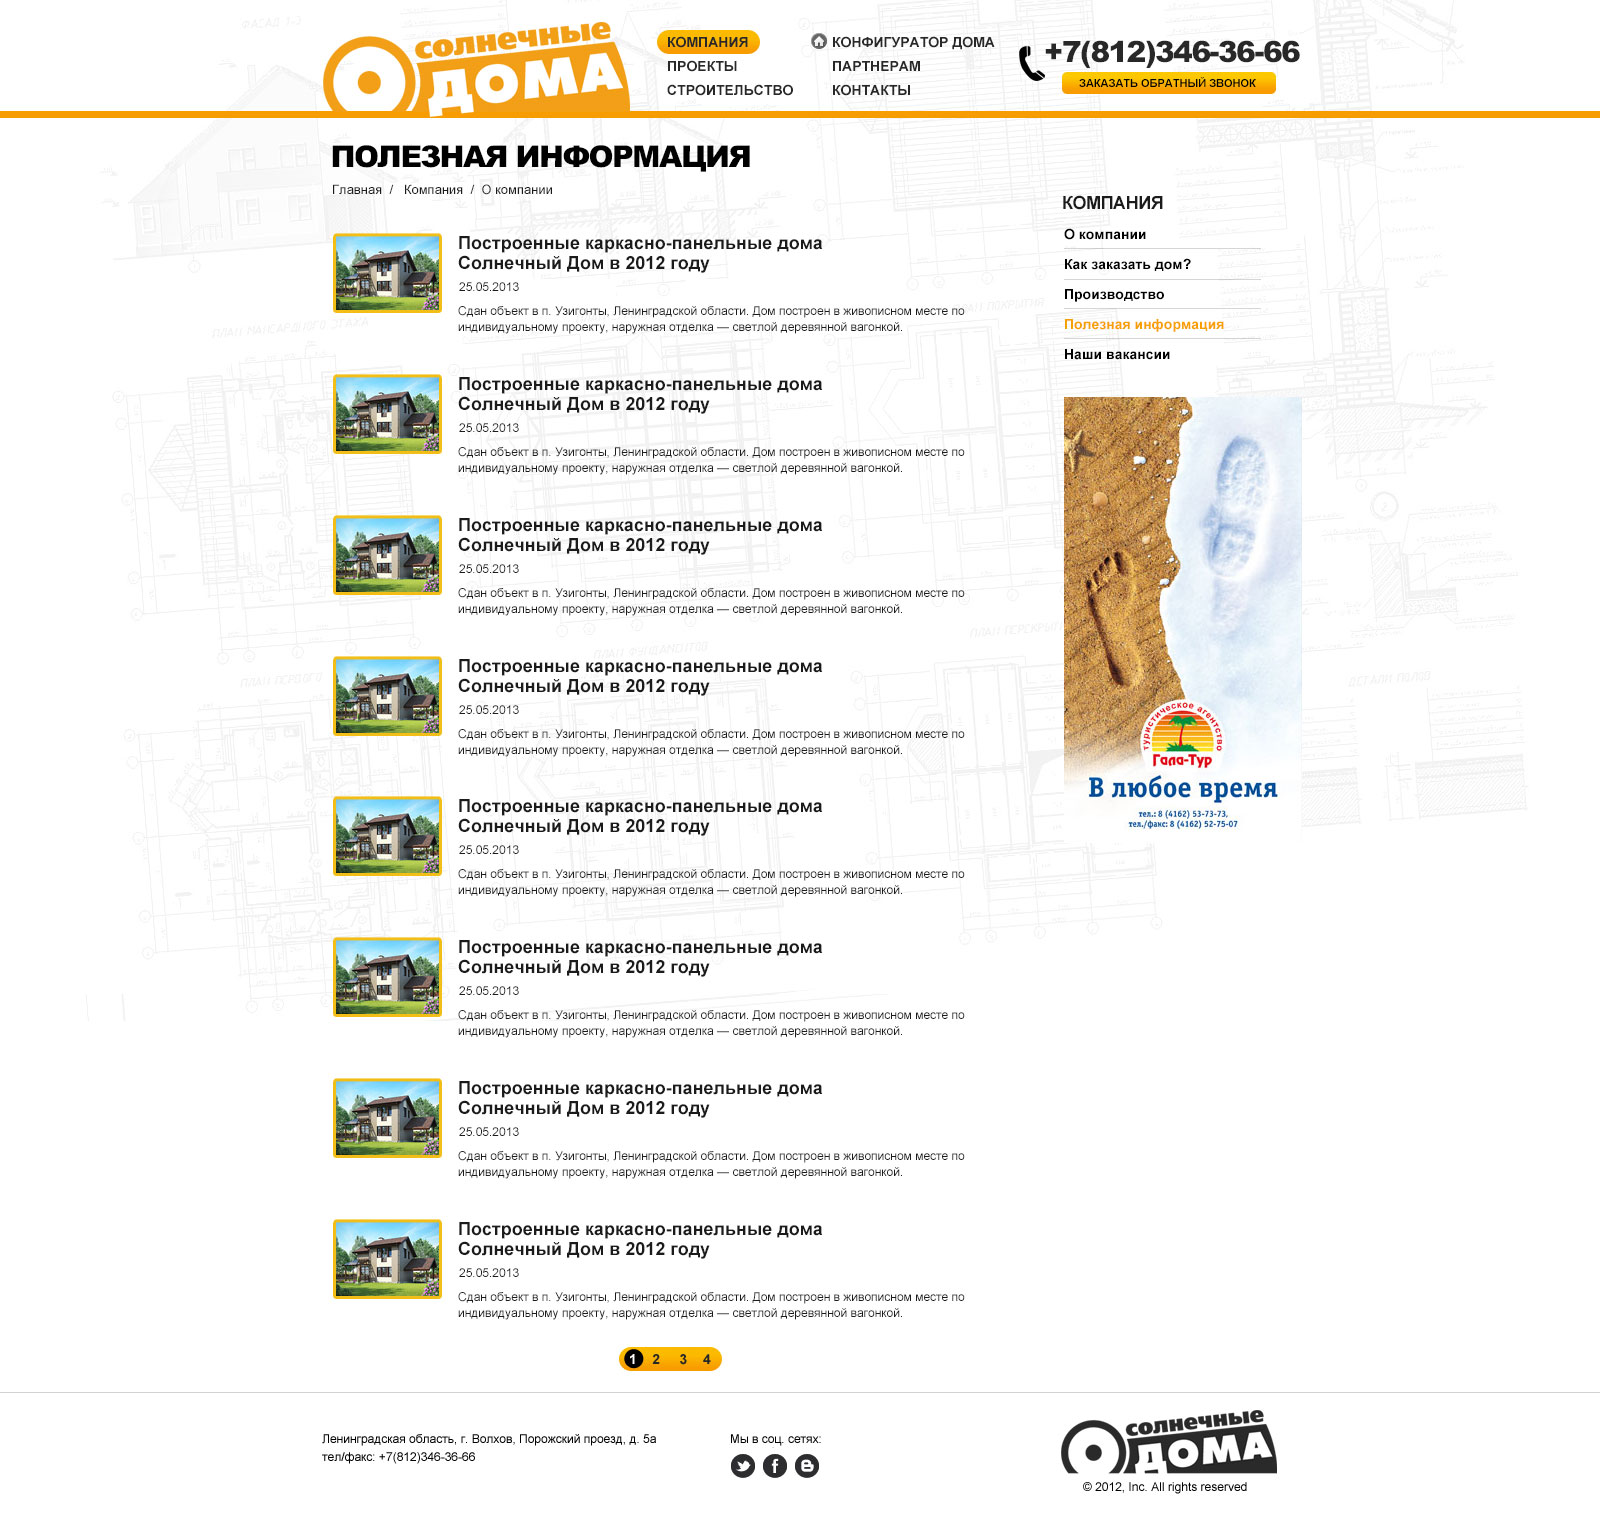 СОЛНЕЧНЫЕ
ДОМА
КОМПАНИЯ
ПРОЕКТЫ
СТРОИТЕЛЬСТВО
КОНФИГУРАТОР ДОМА
ПАРТНЕРАМ
КОНТАКТЫ
+7(812)346-36-66
ЗАКАЗАТЬ ОБРАТНЫЙ ЗВОНОК
ПОЛЕЗНАЯ ИНФОРМАЦИЯ
Главная / Компания / О компании
Построенные каркасно-панельные дома
Солнечный Дом в 2012 году
25.05.2013
Сдан объект в п. Узигонты, Ленинградской области. Дом построен в живописном месте по
индивидуальному проекту, наружная отделка — светлой деревянной вагонкой.
Построенные каркасно-панельные дома
Солнечный Дом в 2012 году
25.05.2013
Сдан объект в п. Узигонты, Ленинградской области. Дом построен в живописном месте по
индивидуальному проекту, наружная отделка — светлой деревянной вагонкой.
Построенные каркасно-панельные дома
Солнечный Дом в 2012 году
25.05.2013
Сдан объект в п. Узигонты, Ленинградской области. Дом построен в живописном месте по
индивидуальному проекту, наружная отделка — светлой деревянной вагонкой.
Построенные каркасно-панельные дома
Солнечный Дом в 2012 году
25.05.2013
Сдан объект в п. Узигонты, Ленинградской области. Дом построен в живописном месте по
индивидуальному проекту, наружная отделка — светлой деревянной вагонкой.
Построенные каркасно-панельные дома
Солнечный Дом в 2012 году
25.05.2013
Сдан объект в п. Узигонты, Ленинградской области. Дом построен в живописном месте по
индивидуальному проекту, наружная отделка — светлой деревянной вагонкой.
Построенные каркасно-панельные дома
Солнечный Дом в 2012 году
25.05.2013
Сдан объект в п. Узигонты, Ленинградской области. Дом построен в живописном месте по
индивидуальному проекту, наружная отделка — светлой деревянной вагонкой.
Построенные каркасно-панельные дома
Солнечный Дом в 2012 году
25.05.2013
Сдан объект в п. Узигонты, Ленинградской области. Дом построен в живописном месте по
индивидуальному проекту, наружная отделка — светлой деревянной вагонкой.
Построенные каркасно-панельные дома
Солнечный Дом в 2012 году
25.05.2013
Сдан объект в п. Узигонты, Ленинградской области. Дом построен в живописном месте по
индивидуальному проекту, наружная отделка — светлой деревянной вагонкой.
1 2 3 4
КОМПАНИЯ
О компании
Как заказать дом?
Производство
Полезная информация
Наши вакансии
туристическое агентство
Гала-Тур
В любое время
тел.: 8 (4162) 53-73-73,
тел./факс: 8 (4162) 52-75-07
ФАСАД 1-3
ПЛАН МАНСАРДНОГО ЭТАЖА
ПЛАН ПЕРВОГО
ПЛАН ФУНДАМЕНТОВ
ДЕТАЛИ ПОЛОВ
Ленинградская область, г. Волхов, Порожский проезд, д. 5а
тел/факс: +7(812)346-36-66
Мы в соц. сетях:
СОЛНЕЧНЫЕ
ДОМА
© 2012, Inc. All rights reserved